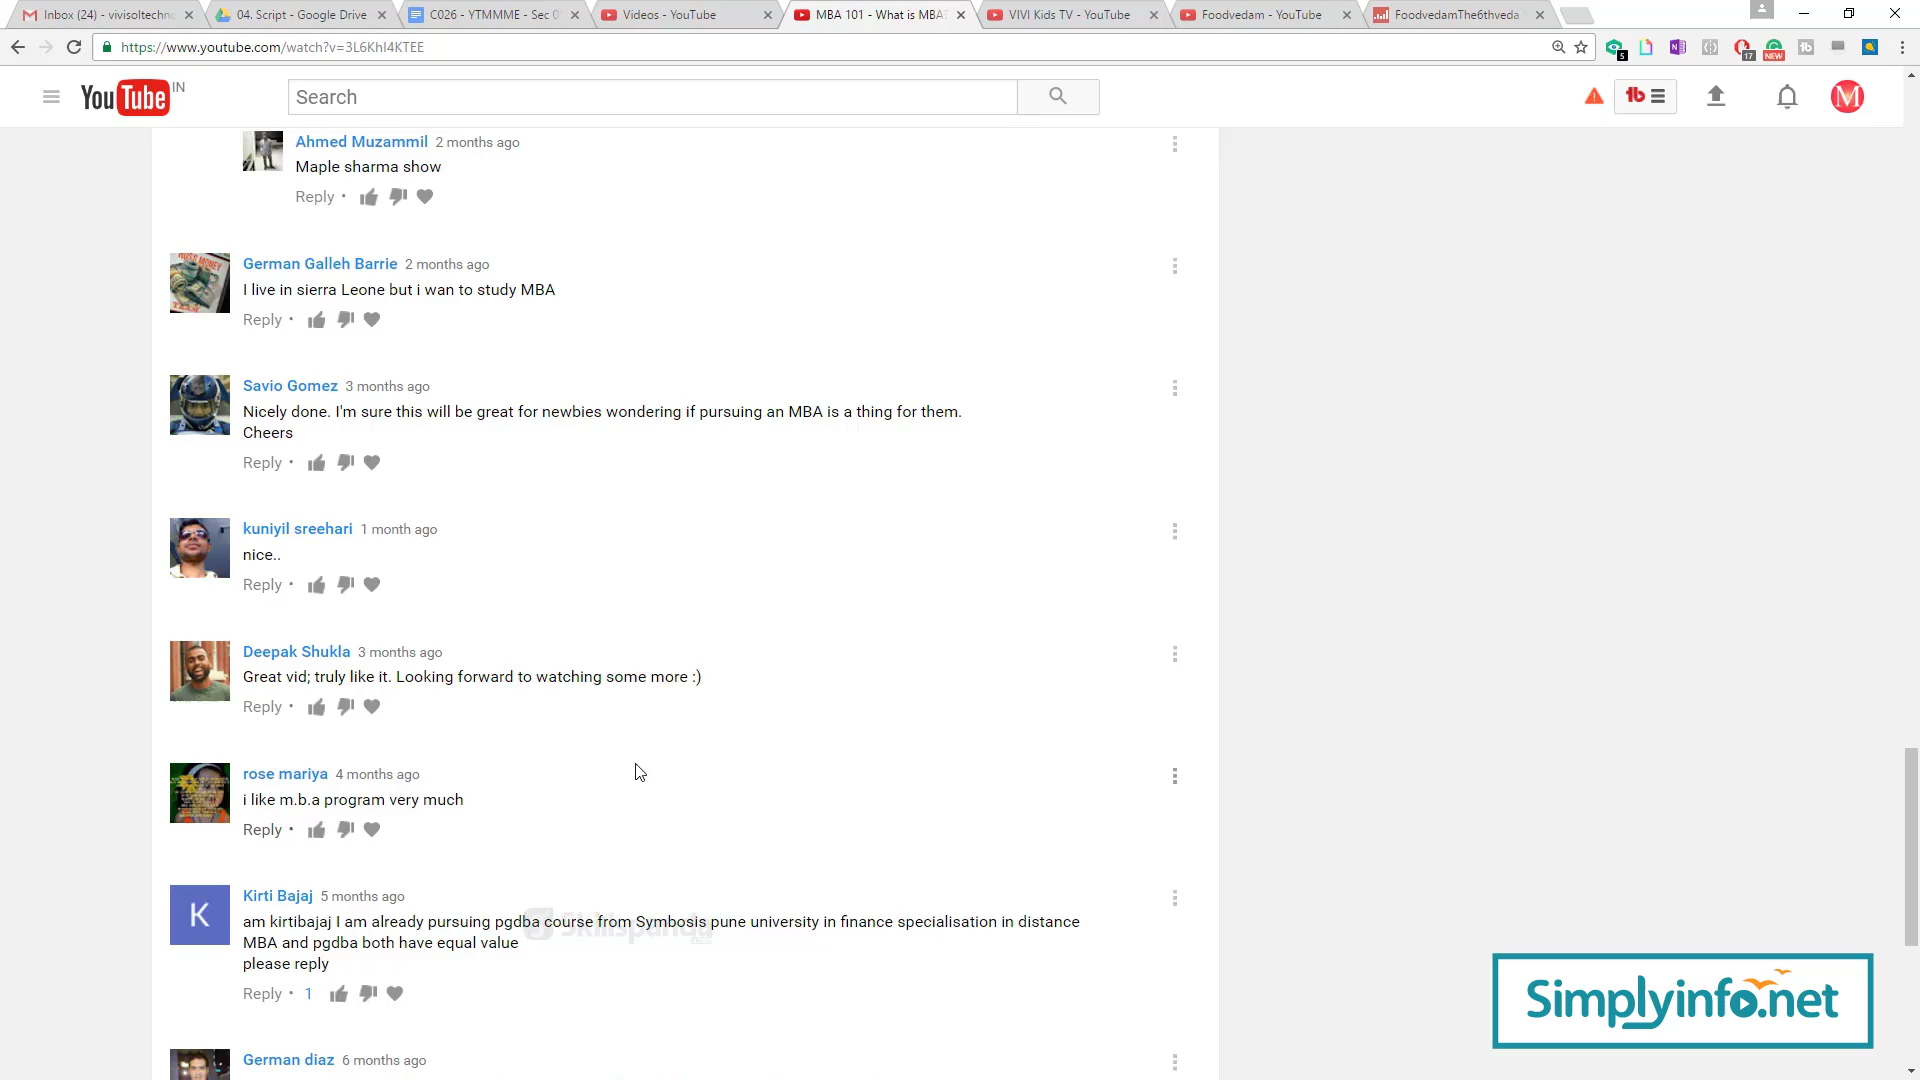 Inbox (24) - vivisoltechno
04. Script - Google Drive
C026 - YTMMME - Sec 0
Videos - YouTube
MBA 101 - What is MBA?
VIVI Kids TV - YouTube
Foodvedam - YouTube
FoodvedamThe6thveda
https://www.youtube.com/watch?v=3L6KhI4KTEE
5
17
NEW
YouTube IN
Search
Ahmed Muzammil 2 months ago
Maple sharma show
Reply •
German Galleh Barrie 2 months ago
I live in sierra Leone but i wan to study MBA
Reply •
Savio Gomez 3 months ago
Nicely done. I'm sure this will be great for newbies wondering if pursuing an MBA is a thing for them.
Cheers
Reply •
kuniyil sreehari 1 month ago
nice..
Reply •
Deepak Shukla 3 months ago
Great vid; truly like it. Looking forward to watching some more :)
Reply •
rose mariya 4 months ago
i like m.b.a program very much
Reply •
K
Kirti Bajaj 5 months ago
am kirtibajaj I am already pursuing pgdba course from Symbosis pune university in finance specialisation in distance
MBA and pgdba both have equal value
please reply
Reply • 1
Skillspanda
Simplyinfo.net
German diaz 6 months ago